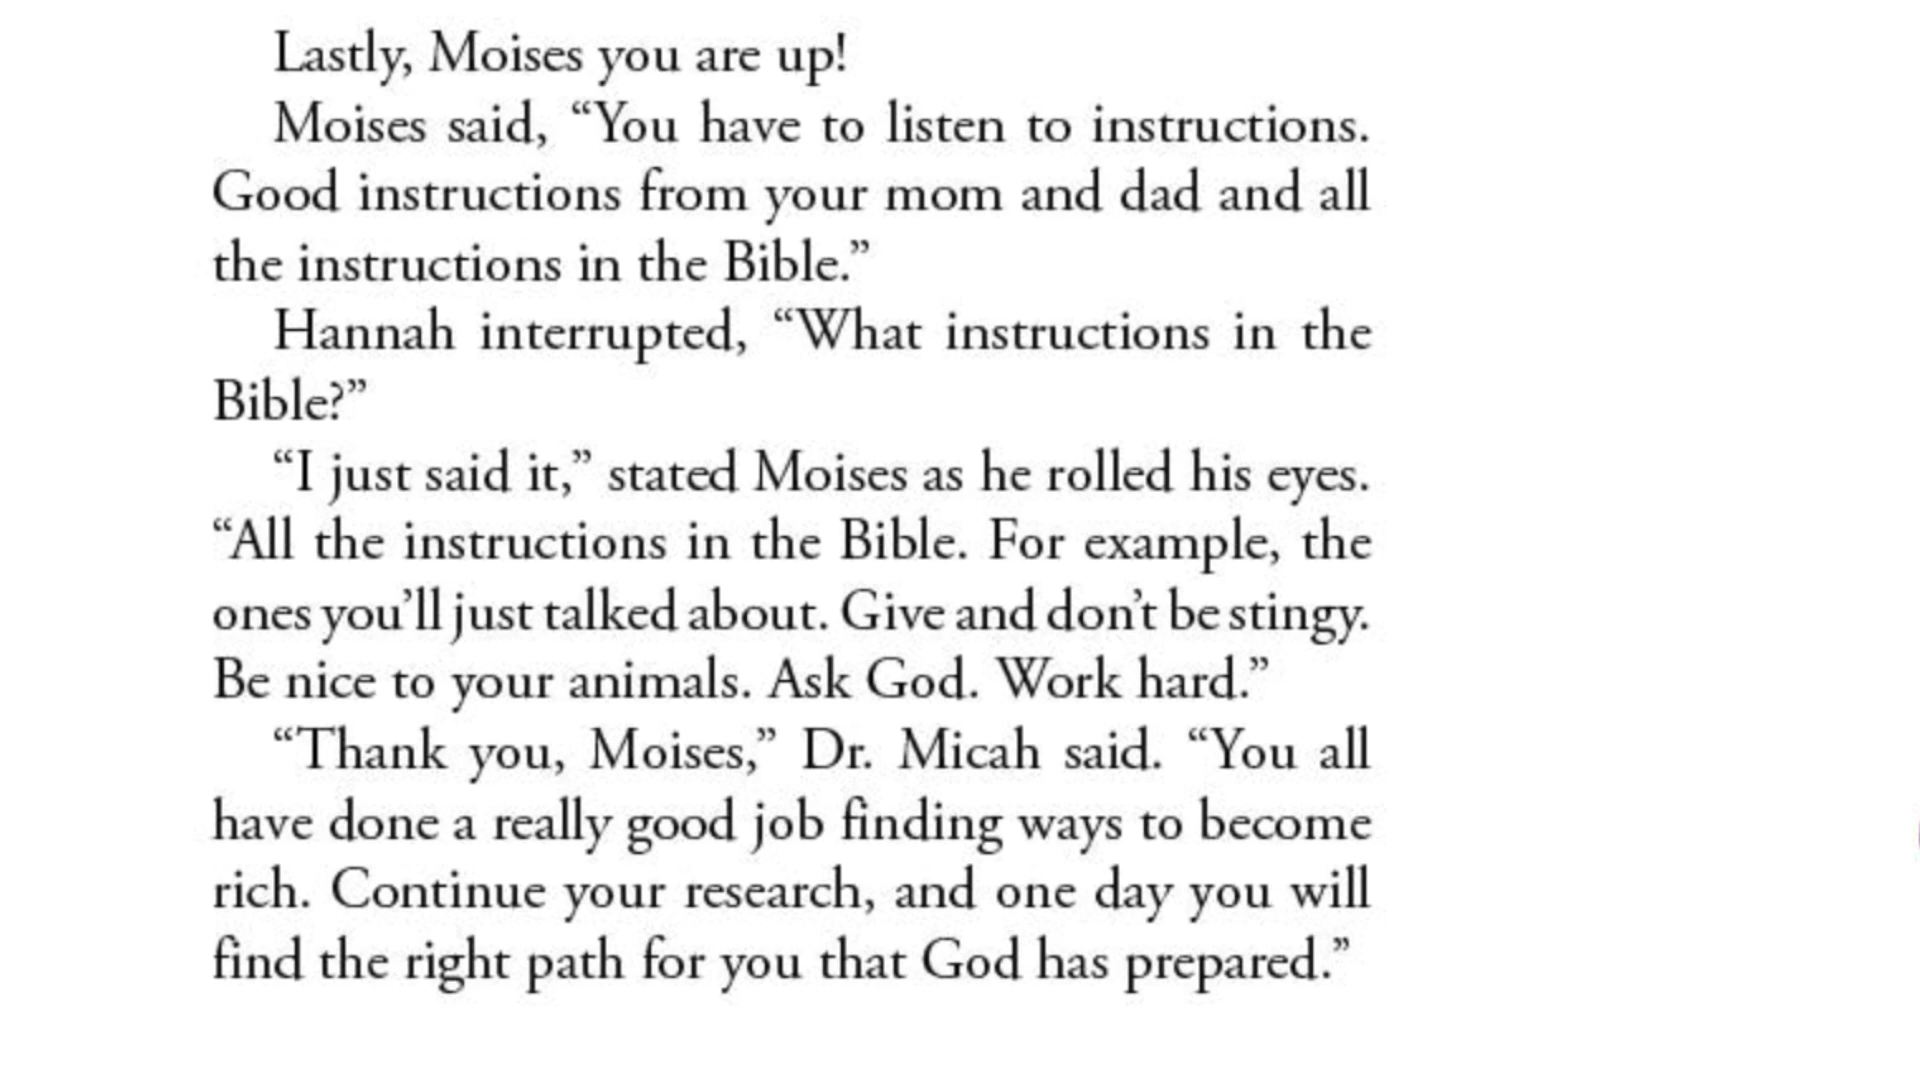 Lastly, Moises you are up!
Moises said, “You have to listen to instructions.
Good instructions from your mom and dad and all
the instructions in the Bible.”
Hannah interrupted, “What instructions in the
Bible?”
“I just said it,” stated Moises as he rolled his eyes.
“All the instructions in the Bible. For example, the
ones you’ll just talked about. Give and don’t be stingy.
Be nice to your animals. Ask God. Work hard.”
“Thank you, Moises,” Dr. Micah said. “You all
have done a really good job finding ways to become
rich. Continue your research, and one day you will
find the right path for you that God has prepared.”